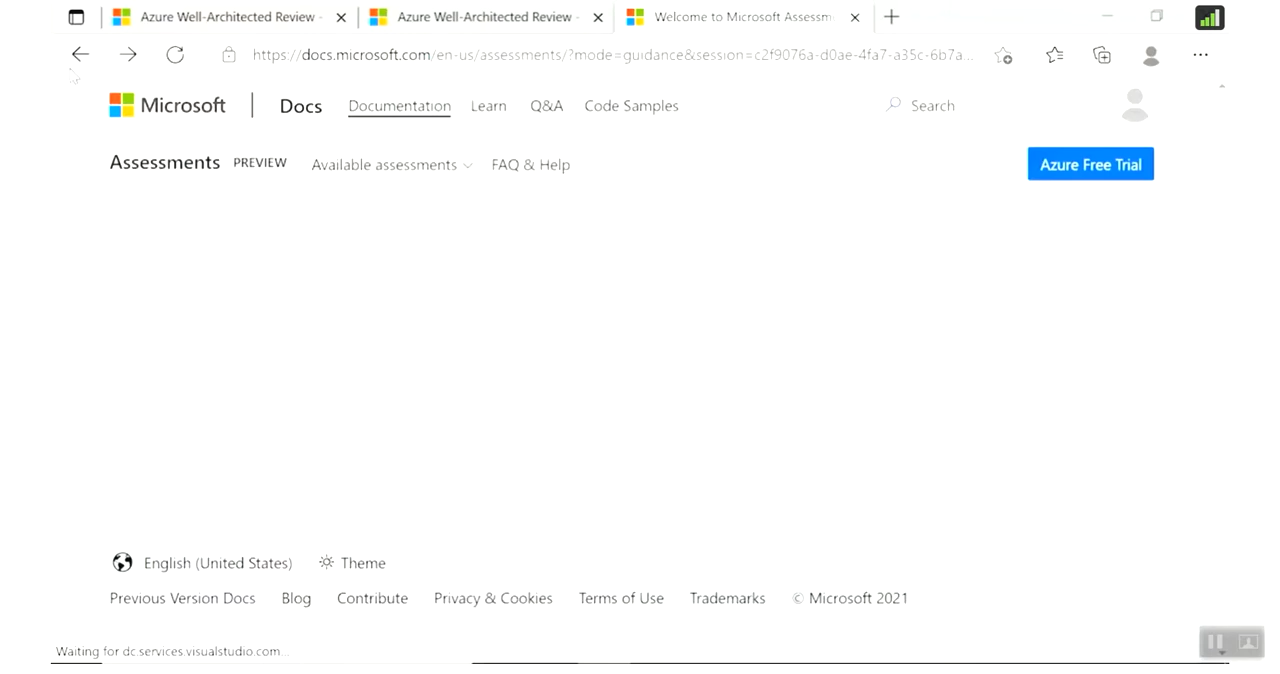 Azure Well-Architected Review - Azure Well-Architected Review - Welcome to Microsoft Assessm
https://docs.microsoft.com/en-us/assessments/?mode=guidance&session=c2f9076a-d0ae-4fa7-a35c-6b7a...
Microsoft Docs Documentation Learn Q&A Code Samples Search
Assessments PREVIEW Available assessments FAQ & Help Azure Free Trial
English (United States) Theme
Previous Version Docs Blog Contribute Privacy & Cookies Terms of Use Trademarks © Microsoft 2021
Waiting for dc.services.visualstudio.com...